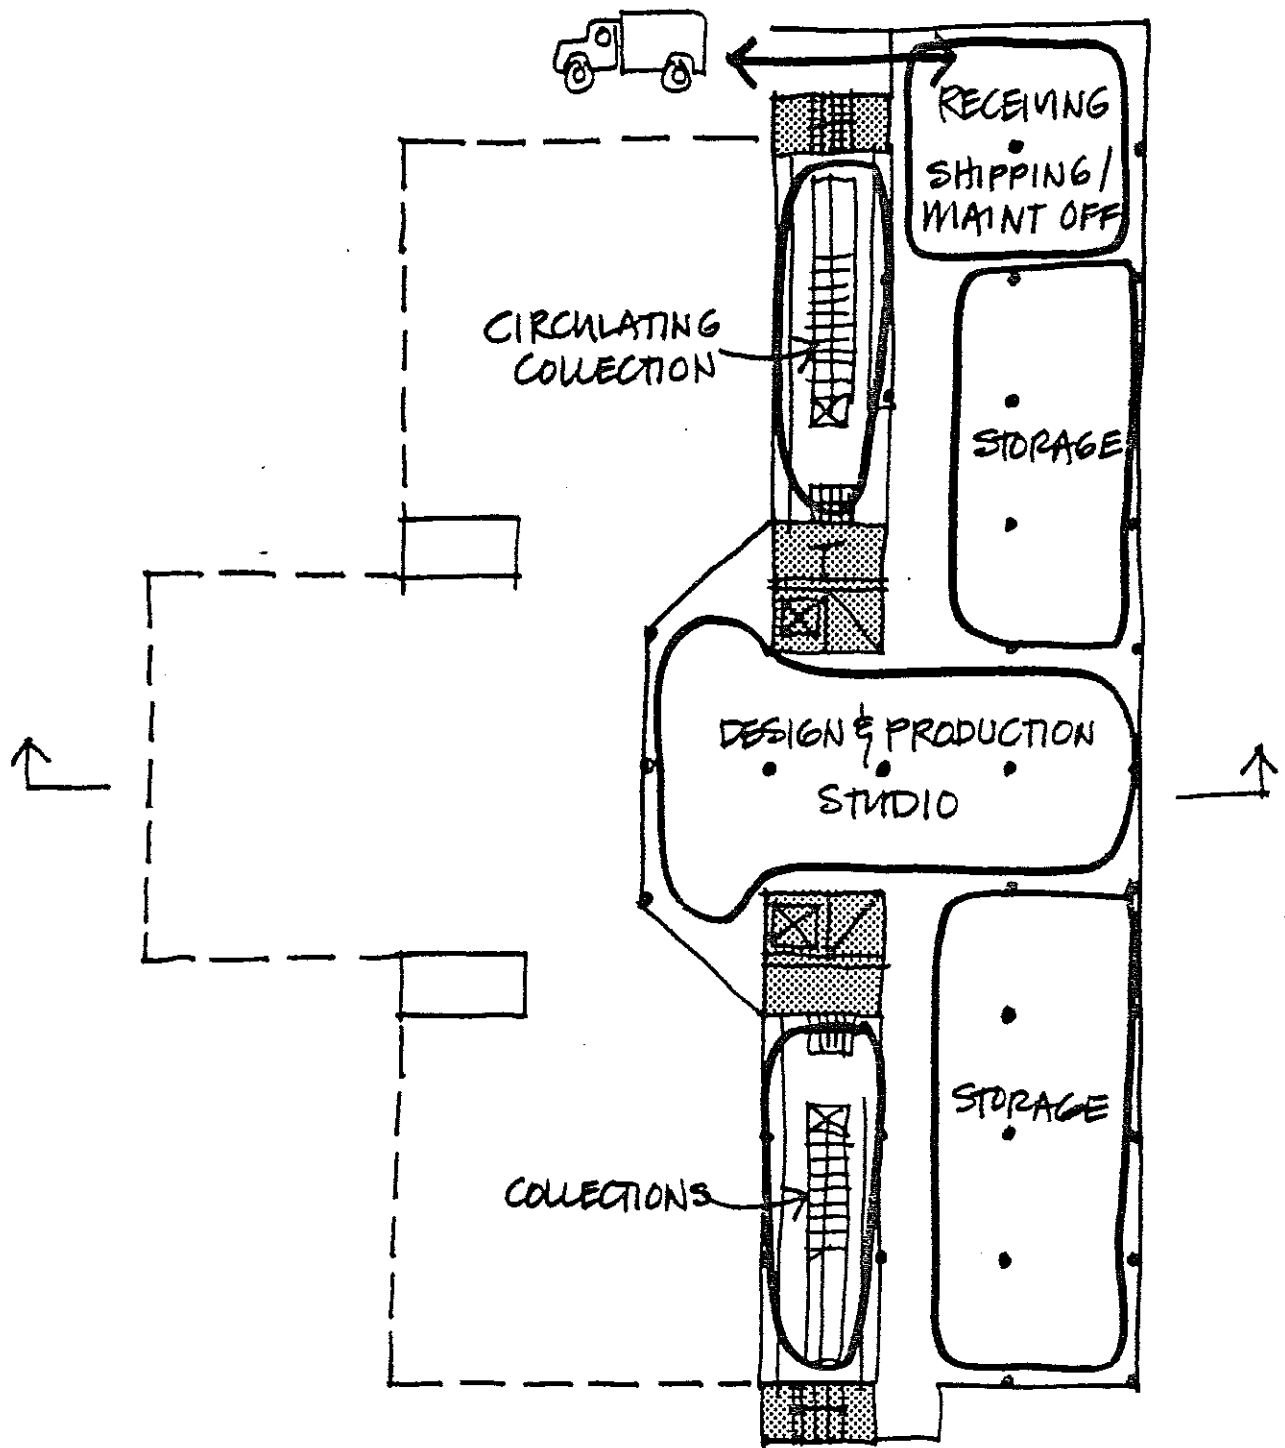 RECEIVING
SHIPPING/
MAINT OFF
CIRCULATING
COLLECTION
STORAGE
DESIGN & PRODUCTION
STUDIO
STORAGE
COLLECTIONS